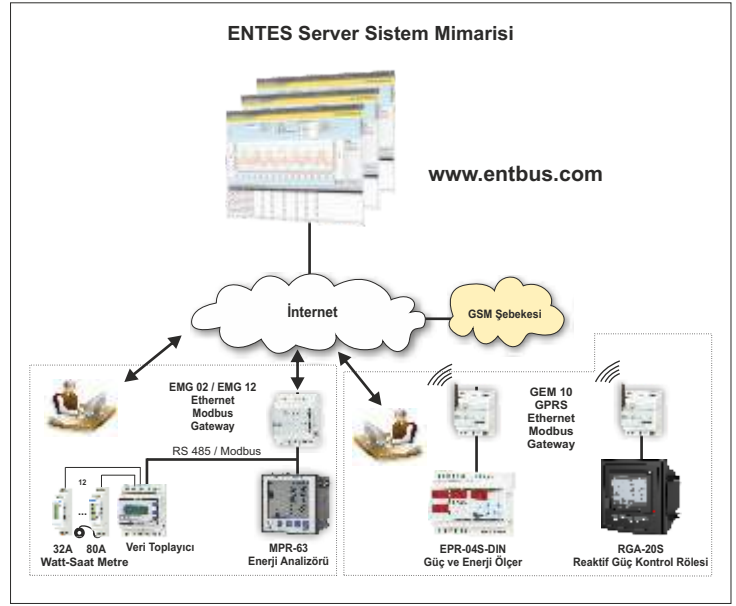 ENTES Server Sistem Mimarisi
www.entbus.com
İnternet
GSM Şebekesi
EMG 02 / EMG 12
Ethernet
Modbus
Gateway
GEM 10
GPRS
Ethernet
Modbus
Gateway
RS 485 / Modbus
12
...
32A
80A
Watt-Saat Metre
Veri Toplayıcı
MPR-63
Enerji Analizörü
EPR-04S-DIN
Güç ve Enerji Ölçer
RGA-20S
Reaktif Güç Kontrol Rölesi